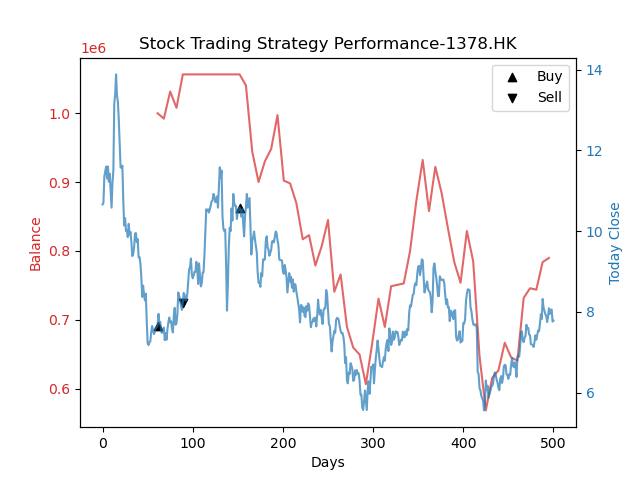 Stock Trading Strategy Performance-1378.HK
1e6
Buy
Sell
1.0
0.9
0.8
0.7
0.6
Balance
14
12
10
8
6
Today Close
0 100 200 300 400 500
Days